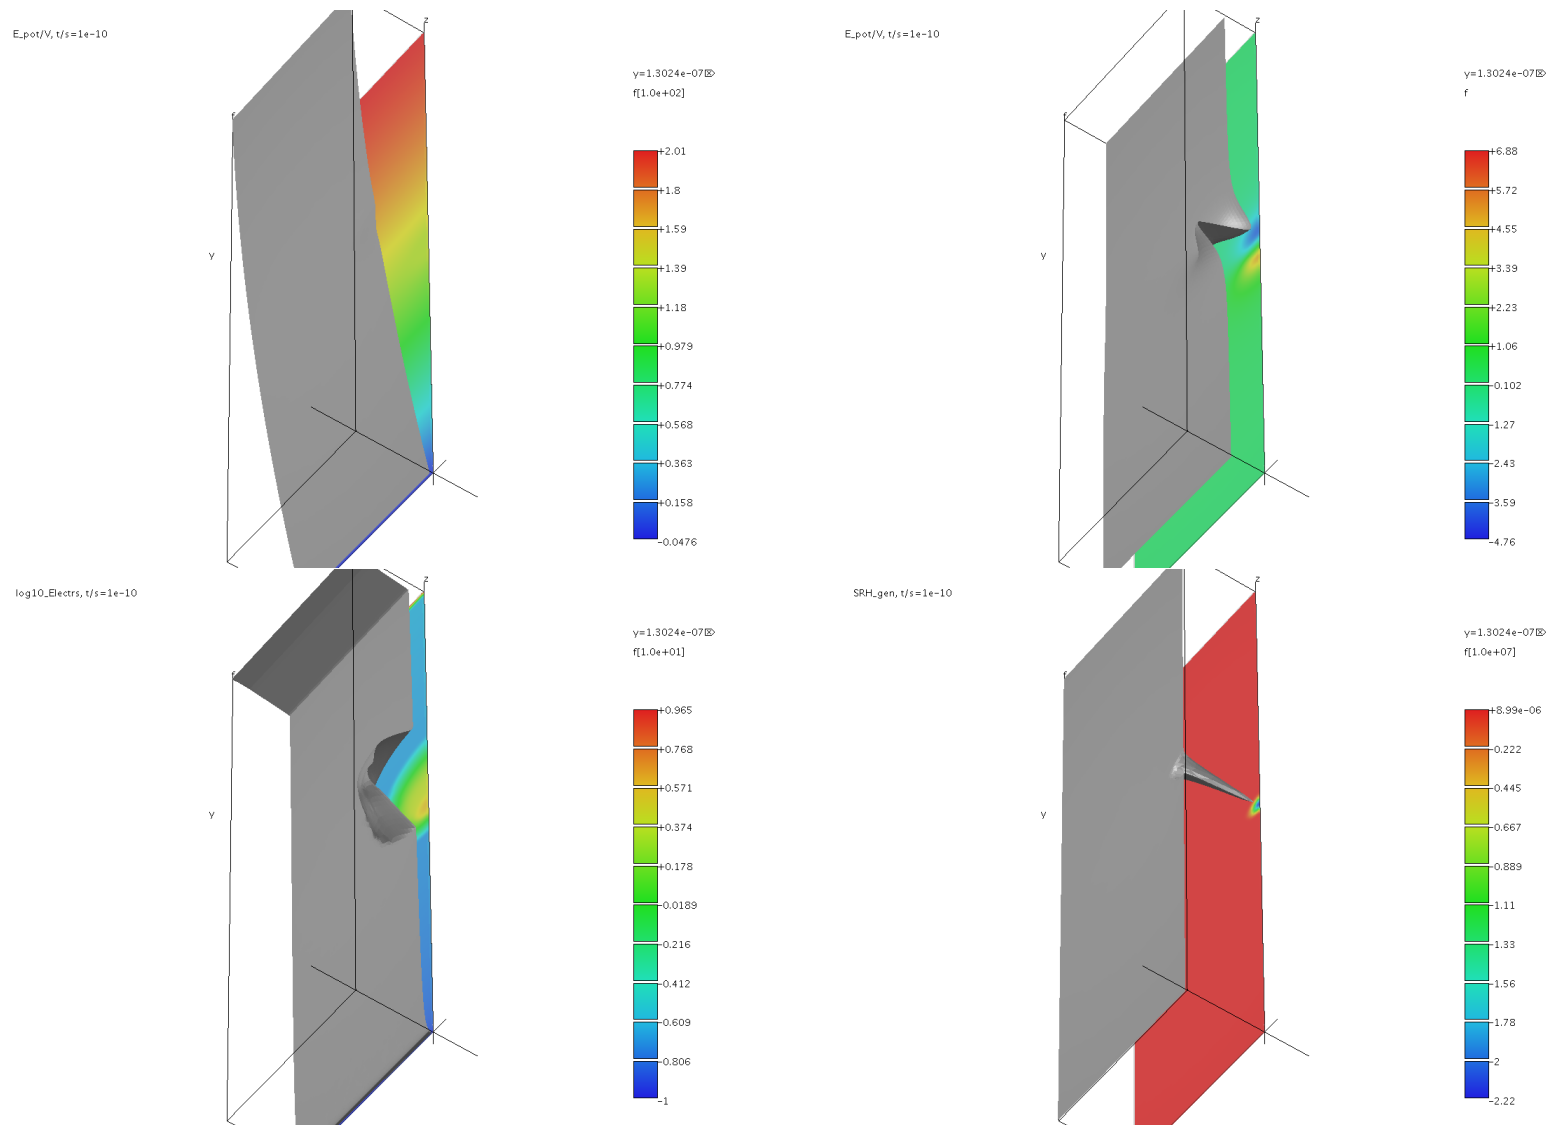 E_pot/V, t/s=1e-10
z
y=1.3024e-07
f[1.0e+02]
f
y
+2.01
+1.8
+1.59
+1.39
+1.18
+0.979
+0.774
+0.568
+0.363
+0.158
-0.0476
E_pot/V, t/s=1e-10
z
y=1.3024e-07
f
f
y
+6.88
+5.72
+4.55
+3.39
+2.23
+1.06
-0.102
-1.27
-2.43
-3.59
-4.76
log10_Electrs, t/s=1e-10
z
y=1.3024e-07
f[1.0e+01]
f
y
+0.965
+0.768
+0.571
+0.374
+0.178
-0.0189
-0.216
-0.412
-0.609
-0.806
-1
SRH_gen, t/s=1e-10
z
y=1.3024e-07
f[1.0e+07]
f
y
+8.99e-06
-0.222
-0.445
-0.667
-0.889
-1.11
-1.33
-1.56
-1.78
-2
-2.22